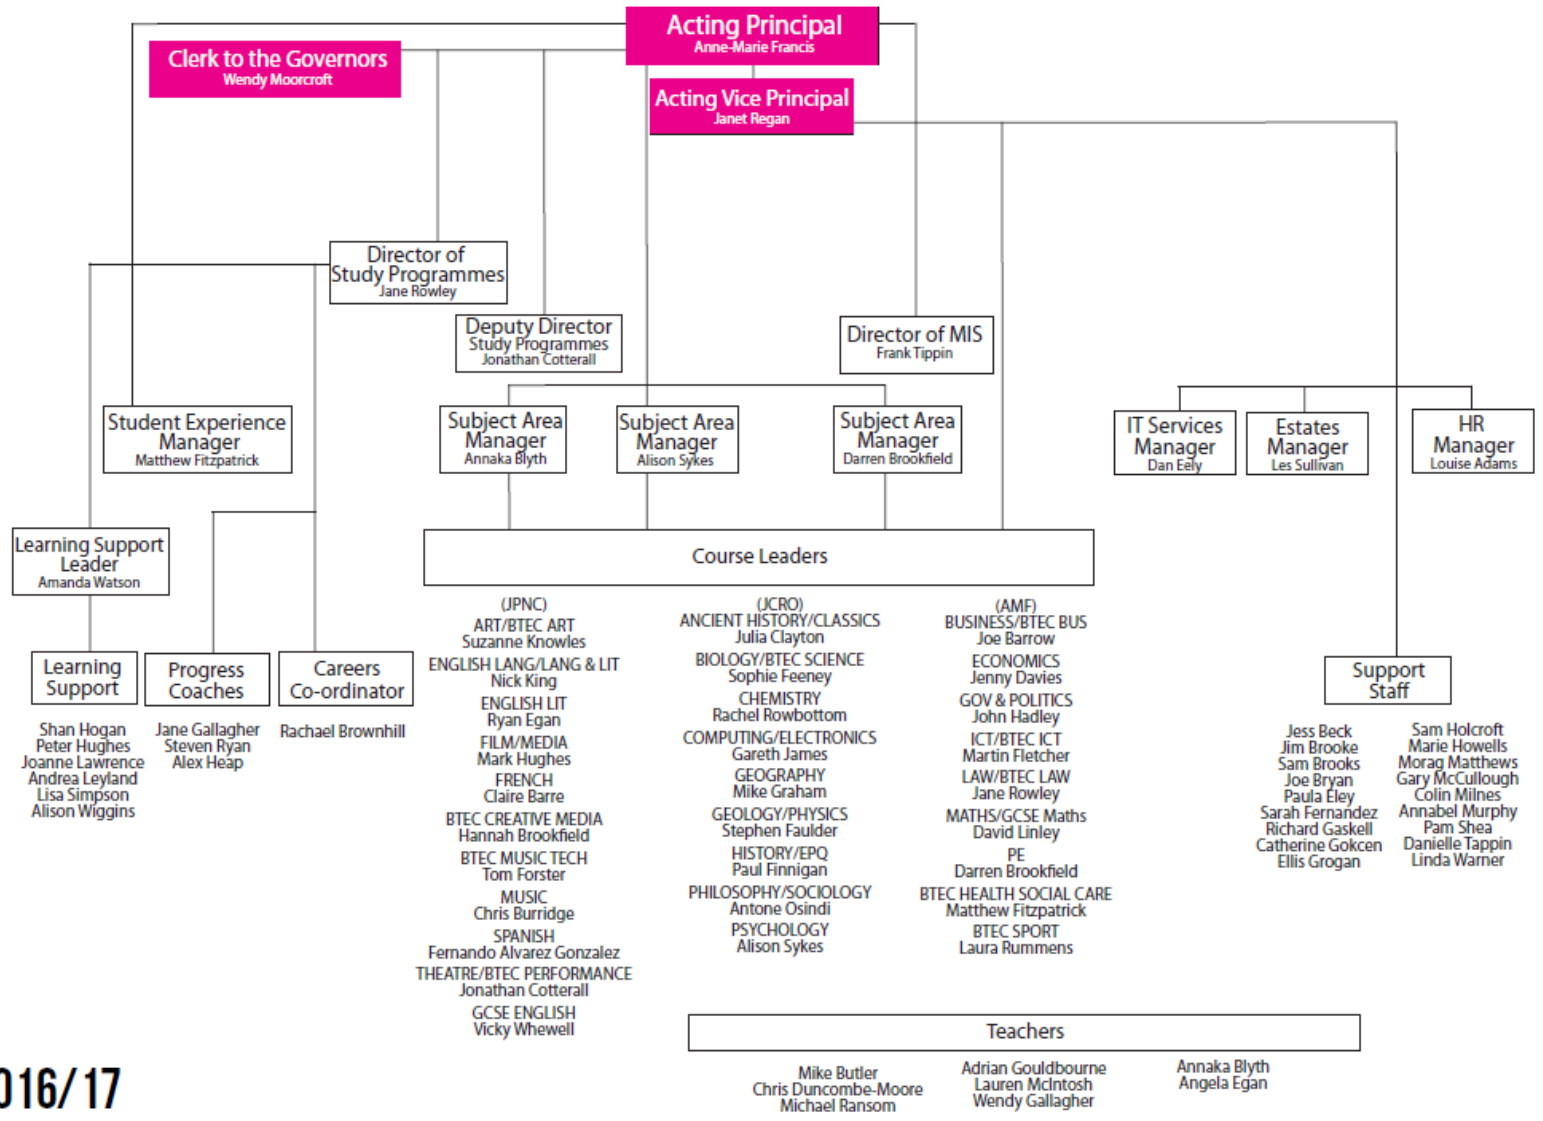 Acting Principal
Anne-Marie Francis
Clerk to the Governors
Wendy Moorcroft
Acting Vice Principal
Janet Regan
Director of
Study Programmes
Jane Rowley
Deputy Director
Study Programmes
Jonathan Cotterall
Director of MIS
Frank Tippin
Student Experience
Manager
Matthew Fitzpatrick
Subject Area
Manager
Annaka Blyth
Subject Area
Manager
Alison Sykes
Subject Area
Manager
Darren Brookfield
IT Services
Manager
Dan Eely
Estates
Manager
Les Sullivan
HR
Manager
Louise Adams
Learning Support
Leader
Amanda Watson
Course Leaders
Learning
Support
Shan Hogan
Peter Hughes
Joanne Lawrence
Andrea Leyland
Lisa Simpson
Alison Wiggins
Progress
Coaches
Jane Gallagher
Steven Ryan
Alex Heap
Careers
Co-ordinator
Rachael Brownhill
(JPNC)
ART/BTEC ART
Suzanne Knowles
ENGLISH LANG/LANG & LIT
Nick King
ENGLISH LIT
Ryan Egan
FILM/MEDIA
Mark Hughes
FRENCH
Claire Barre
BTEC CREATIVE MEDIA
Hannah Brookfield
BTEC MUSIC TECH
Tom Forster
MUSIC
Chris Burridge
SPANISH
Fernando Alvarez Gonzalez
THEATRE/BTEC PERFORMANCE
Jonathan Cotterall
GCSE ENGLISH
Vicky Whewell
(JCRO)
ANCIENT HISTORY/CLASSICS
Julia Clayton
BIOLOGY/BTEC SCIENCE
Sophie Feeney
CHEMISTRY
Rachel Rowbottom
COMPUTING/ELECTRONICS
Gareth James
GEOGRAPHY
Mike Graham
GEOLOGY/PHYSICS
Stephen Faulder
HISTORY/EPQ
Paul Finnigan
PHILOSOPHY/SOCIOLOGY
Antone Osindi
PSYCHOLOGY
Alison Sykes
(AMF)
BUSINESS/BTEC BUS
Joe Barrow
ECONOMICS
Jenny Davies
GOV & POLITICS
John Hadley
ICT/BTEC ICT
Martin Fletcher
LAW/BTEC LAW
Jane Rowley
MATHS/GCSE Maths
David Linley
PE
Darren Brookfield
BTEC HEALTH SOCIAL CARE
Matthew Fitzpatrick
BTEC SPORT
Laura Rummens
Support
Staff
Jess Beck
Jim Brooke
Sam Brooks
Joe Bryan
Paula Eley
Sarah Fernandez
Richard Gaskell
Catherine Gokcen
Ellis Grogan
Sam Holcroft
Marie Howells
Morag Matthews
Gary McCullough
Colin Milnes
Annabel Murphy
Pam Shea
Danielle Tappin
Linda Warner
Teachers
Mike Butler
Chris Duncombe-Moore
Michael Ransom
Adrian Gouldbourne
Lauren McIntosh
Wendy Gallagher
Annaka Blyth
Angela Egan
016/17